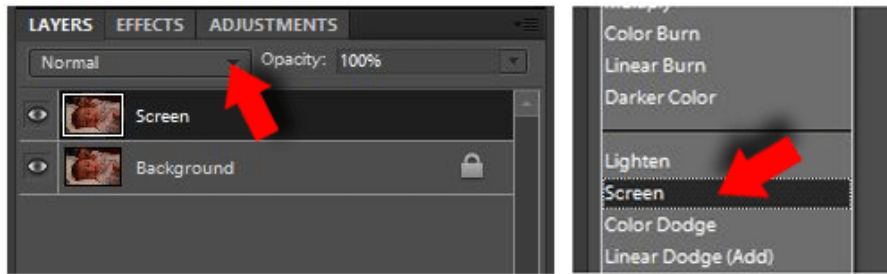 LAYERS EFFECTS ADJUSTMENTS
Normal Opacity: 100%
Screen
Background
Multiply
Color Burn
Linear Burn
Darker Color
Lighten
Screen
Color Dodge
Linear Dodge (Add)